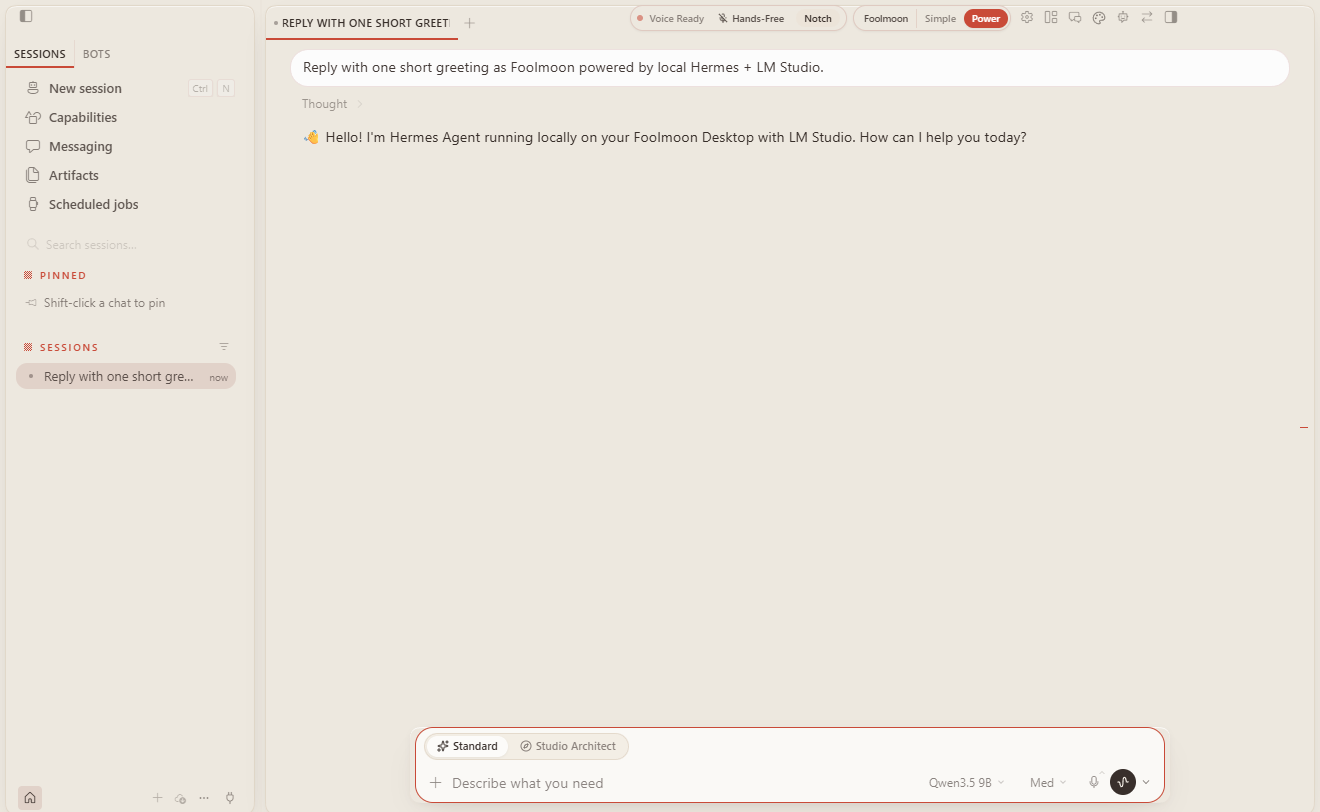 SESSIONS BOTS
New session Ctrl N
Capabilities
Messaging
Artifacts
Scheduled jobs
Search sessions...
PINNED
Shift-click a chat to pin
SESSIONS
Reply with one short gre... now
REPLY WITH ONE SHORT GREET
Voice Ready Hands-Free Notch Foolmoon Simple Power
Reply with one short greeting as Foolmoon powered by local Hermes + LM Studio.
Thought
👋 Hello! I'm Hermes Agent running locally on your Foolmoon Desktop with LM Studio. How can I help you today?
Standard Studio Architect
Describe what you need Qwen3.5 9B Med